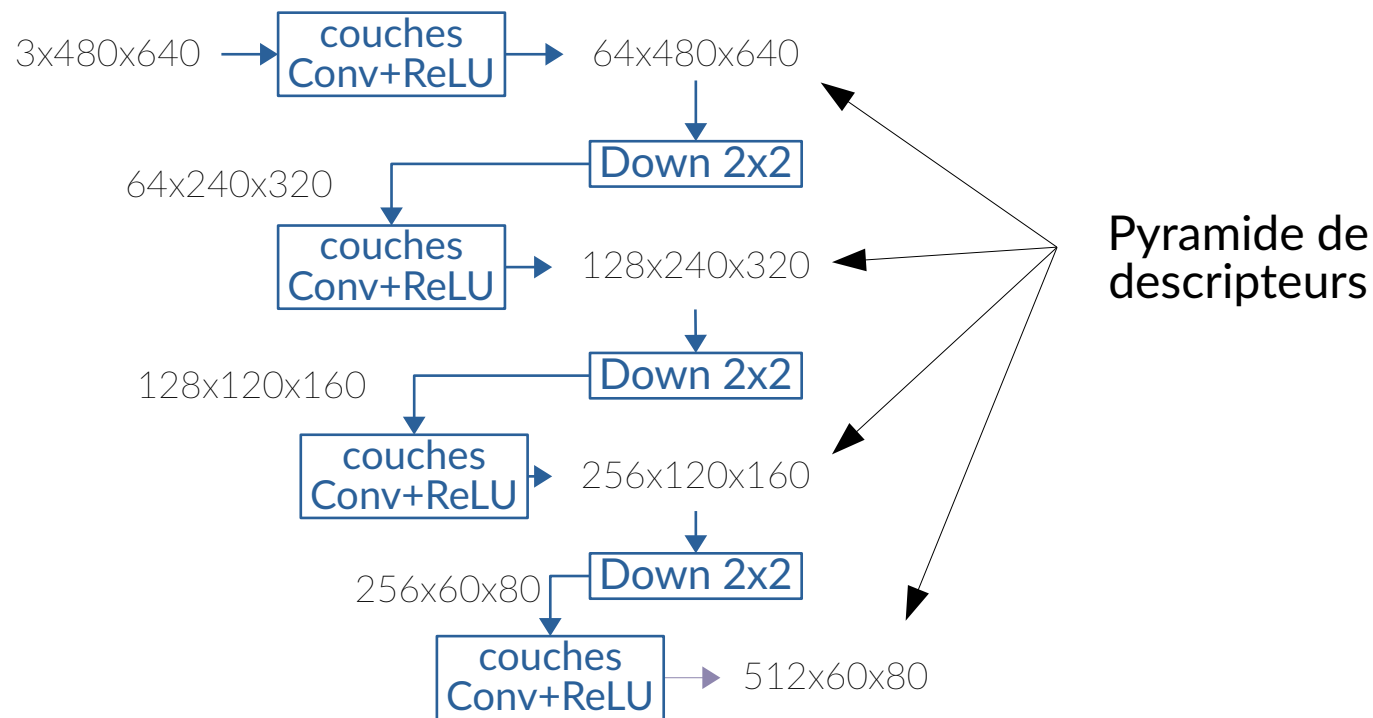 3x480x640
couches
Conv+ReLU
64x480x640
Down 2x2
64x240x320
couches
Conv+ReLU
128x240x320
Pyramide de
descripteurs
Down 2x2
128x120x160
couches
Conv+ReLU
256x120x160
Down 2x2
256x60x80
couches
Conv+ReLU
512x60x80